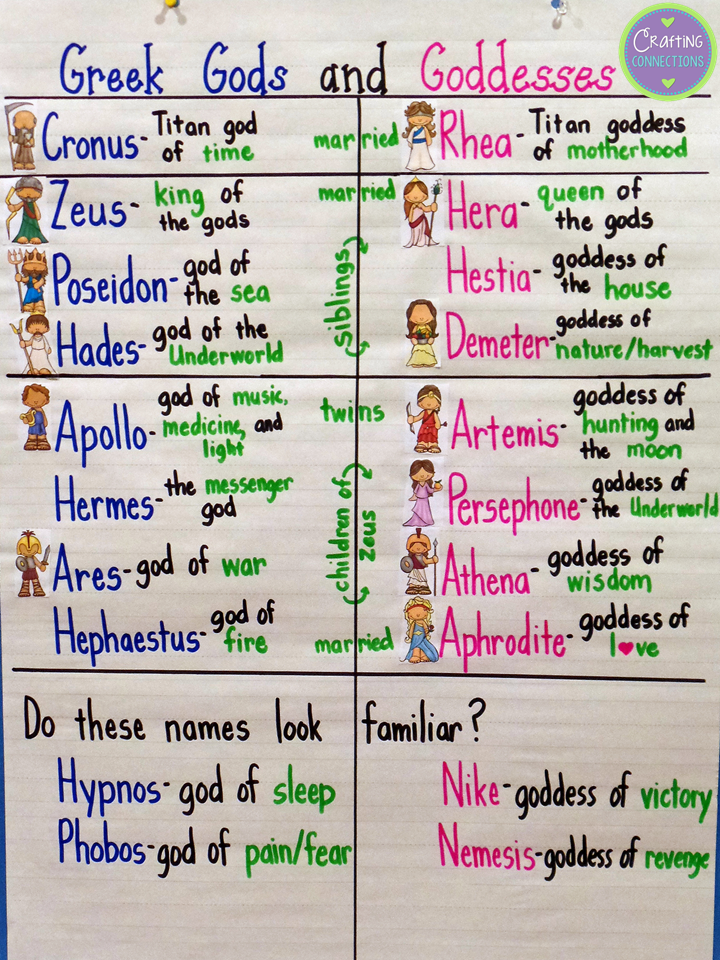 Crafting
CONNECTIONS
Greek Gods and Goddesses
Cronus- Titan god
of time
married
Rhea- Titan goddess
of motherhood
Zeus- king of
the gods
married
Hera- queen of
the gods
siblings
Poseidon- god of
the sea
Hestia- goddess of
the house
Hades- god of the
Underworld
Demeter- goddess of
nature/harvest
Apollo- god of music,
medicine, and
light
twins
Artemis- goddess of
hunting and
the moon
Hermes- the messenger
god
children of
Zeus
Persephone- goddess of
the Underworld
Ares- god of war
Athena- goddess of
wisdom
Hephaestus- god of
fire
married
Aphrodite- goddess of
l♥ve
Do these names look familiar?
Hypnos- god of sleep
Nike- goddess of victory
Phobos- god of pain/fear
Nemesis- goddess of revenge